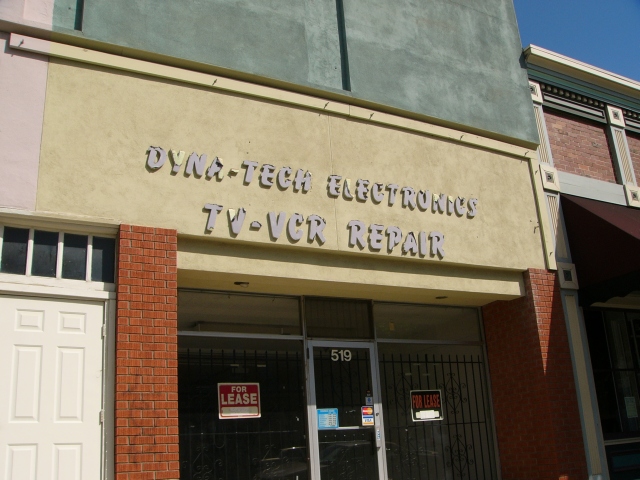 DYNA-TECH ELECTRONICS
TV-VCR REPAIR
519
FOR
LEASE
FOR LEASE